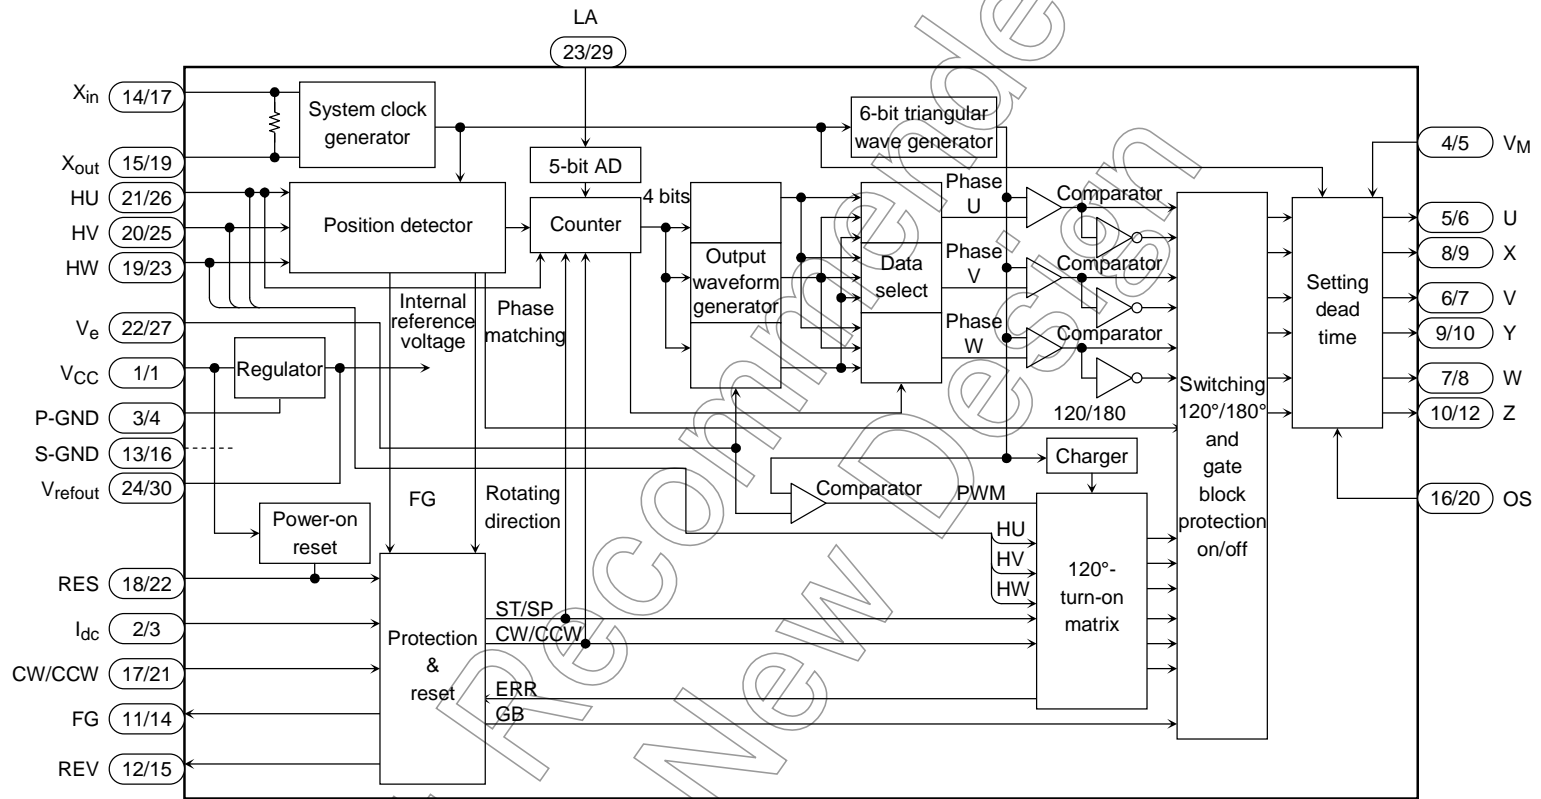 LA
23/29
Xin 14/17
System clock
generator
6-bit triangular
wave generator
4/5 VM
Xout 15/19
5-bit AD
HU 21/26
HV 20/25
HW 19/23
Position detector
Counter
4 bits
Output
waveform
generator
Data
select
Phase
U
Phase
V
Phase
W
Comparator
Comparator
Comparator
5/6 U
8/9 X
6/7 V
9/10 Y
7/8 W
10/12 Z
Setting
dead
time
Internal
reference
voltage
Phase
matching
Ve 22/27
VCC 1/1
Regulator
P-GND 3/4
S-GND 13/16
Vrefout 24/30
120/180
Switching
120°/180°
and
gate
block
protection
on/off
Charger
16/20 OS
Comparator
PWM
FG
Rotating
direction
Power-on
reset
HU
HV
HW
120°-
turn-on
matrix
RES 18/22
Idc 2/3
CW/CCW 17/21
FG 11/14
REV 12/15
Protection
&
reset
ST/SP
CW/CCW
ERR
GB
Recommende
New Design